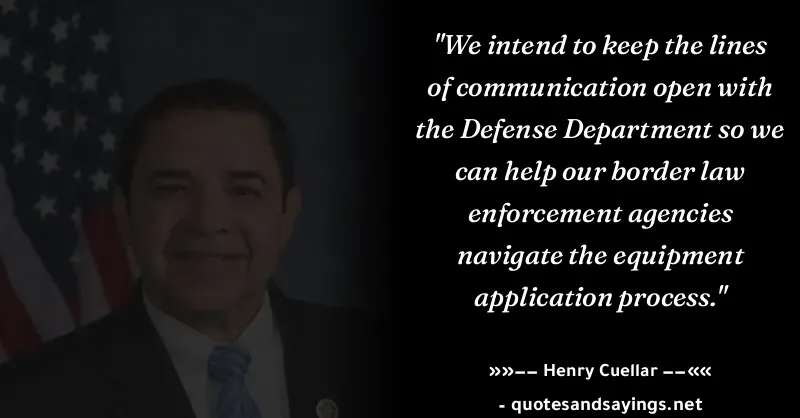 "We intend to keep the lines
of communication open with
the Defense Department so we
can help our border law
enforcement agencies
navigate the equipment
application process."
»»—— Henry Cuellar ——««
- quotesandsayings.net